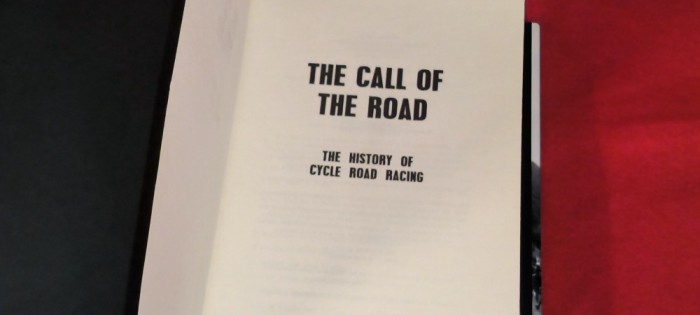 THE CALL OF
THE ROAD
THE HISTORY OF
CYCLE ROAD RACING